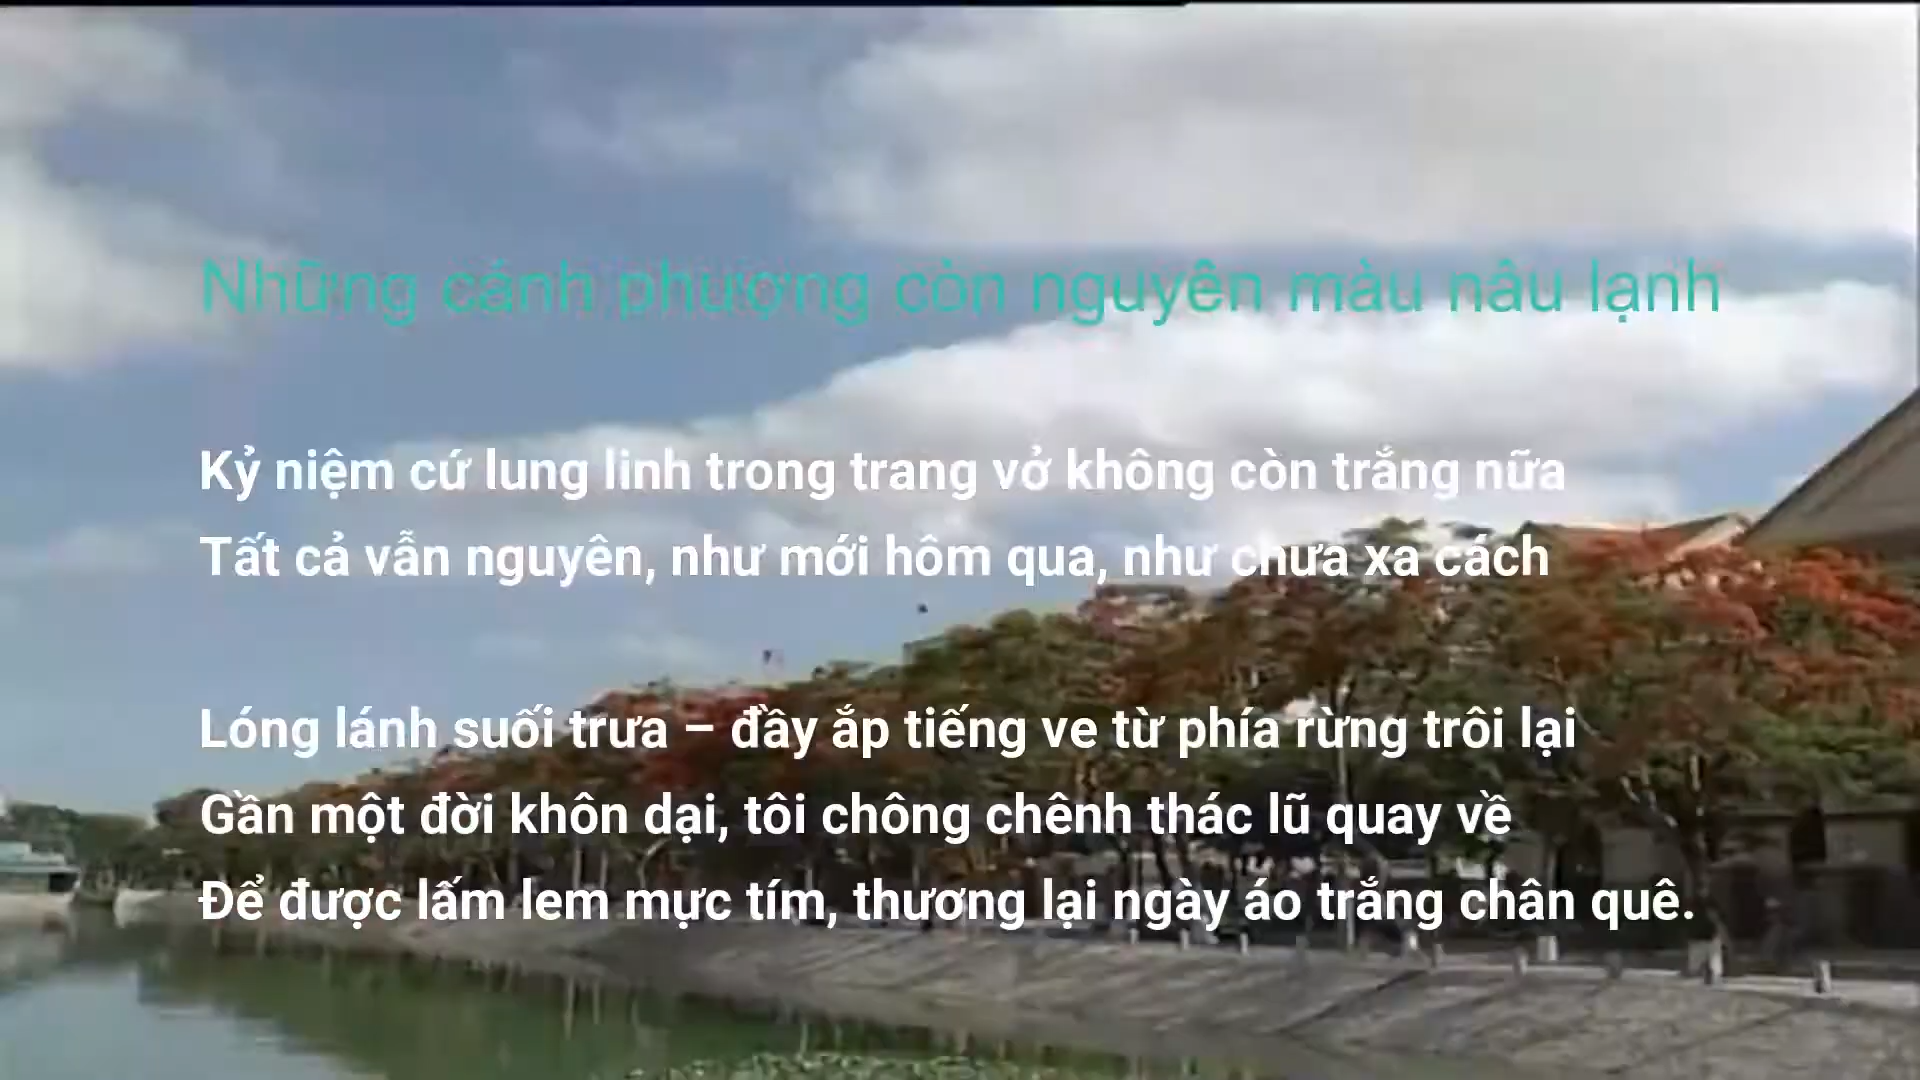 Những cánh phượng còn nguyên màu nâu lạnh
Kỷ niệm cứ lung linh trong trang vở không còn trắng nữa
Tất cả vẫn nguyên, như mới hôm qua, như chưa xa cách
Lóng lánh suối trưa – đầy ắp tiếng ve từ phía rừng trôi lại
Gần một đời khôn dại, tôi chông chênh thác lũ quay về
Để được lấm lem mực tím, thương lại ngày áo trắng chân quê.